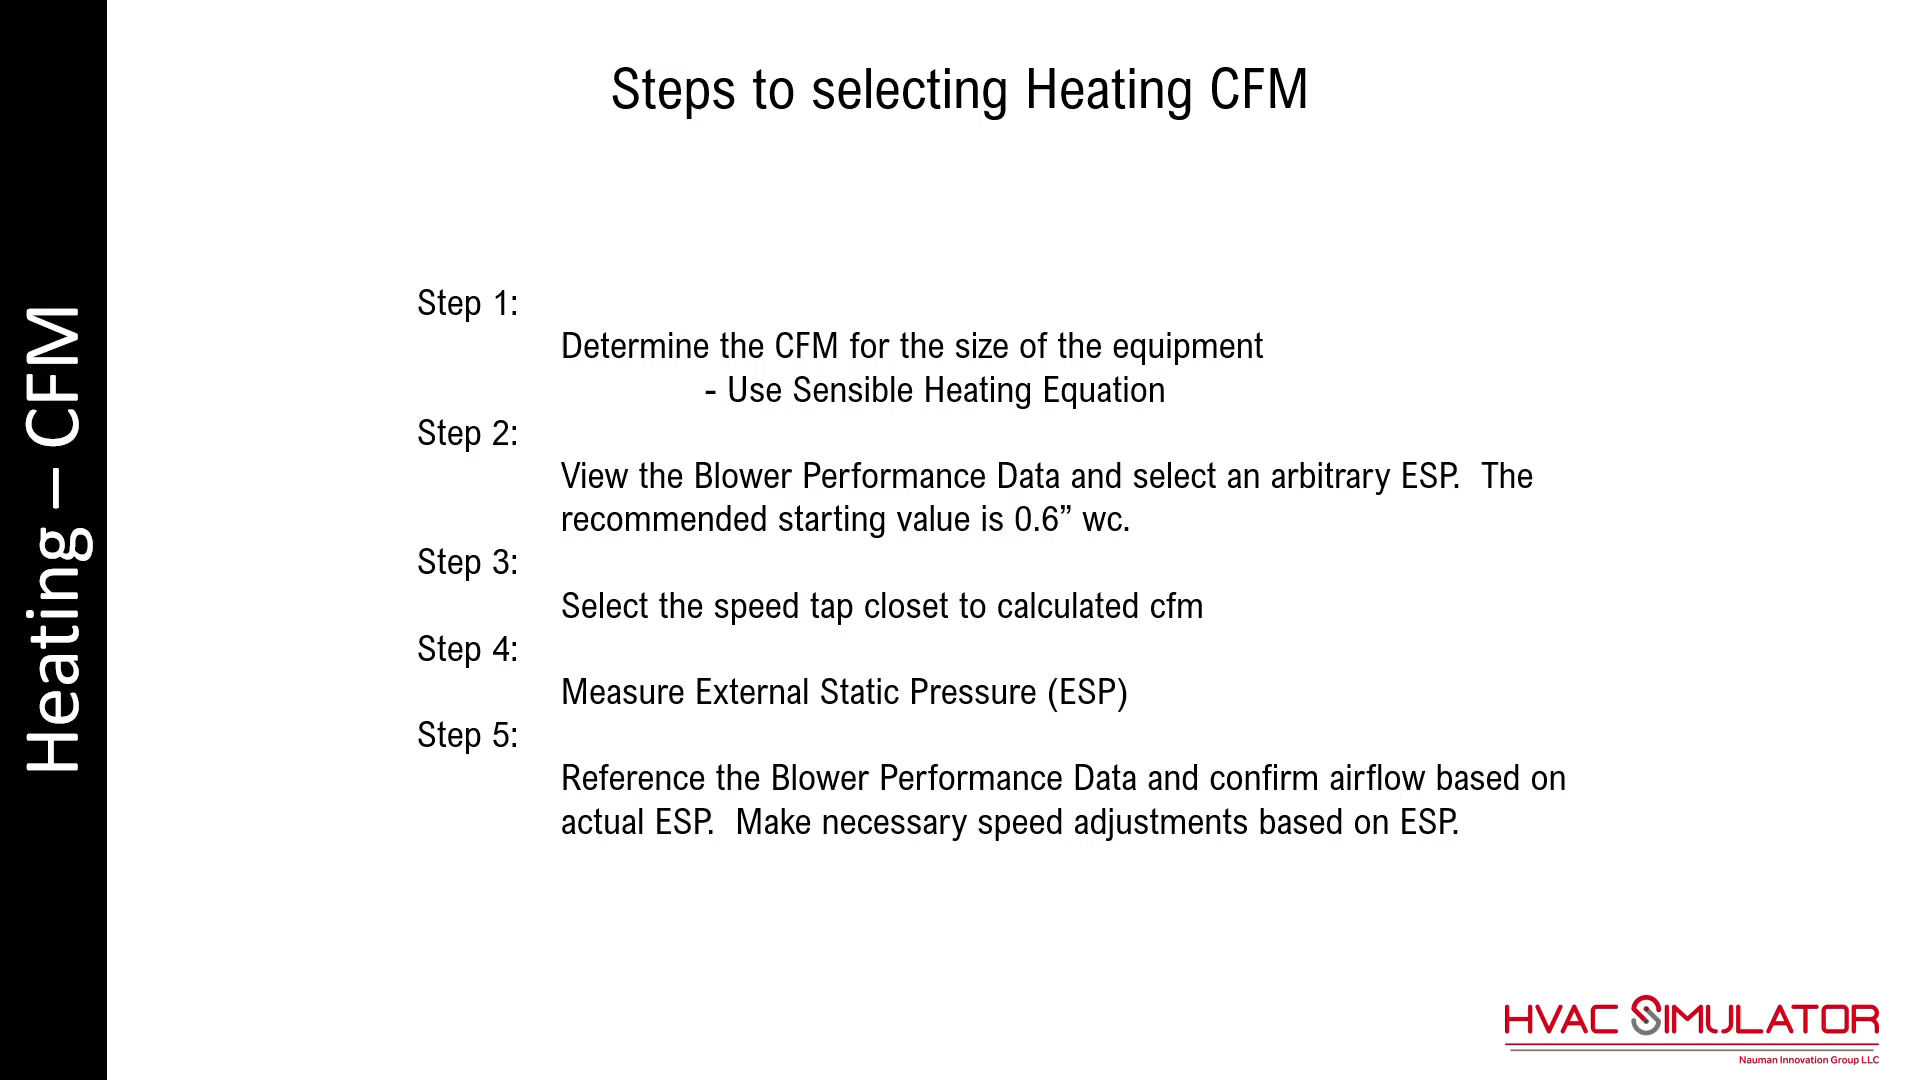 Heating – CFM
Steps to selecting Heating CFM
Step 1:
Determine the CFM for the size of the equipment
- Use Sensible Heating Equation
Step 2:
View the Blower Performance Data and select an arbitrary ESP.  The
recommended starting value is 0.6” wc.
Step 3:
Select the speed tap closet to calculated cfm
Step 4:
Measure External Static Pressure (ESP)
Step 5:
Reference the Blower Performance Data and confirm airflow based on
actual ESP.  Make necessary speed adjustments based on ESP.
HVAC SIMULATOR
Nauman Innovation Group LLC